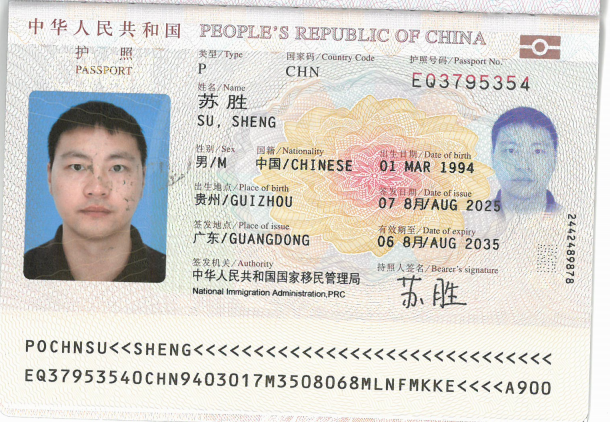 中华人民共和国 PEOPLE'S REPUBLIC OF CHINA
护 照
PASSPORT
类型/Type 国家码/Country Code 护照号码/Passport No.
P CHN EQ3795354
姓名/Name
苏胜
SU, SHENG
性别/Sex 国籍/Nationality 出生日期/Date of birth
男/M 中国/CHINESE 01 MAR 1994
出生地点/Place of birth 签发日期/Date of issue
贵州/GUIZHOU 07 8月/AUG 2025
签发地点/Place of issue 有效期至/Date of expiry
广东/GUANGDONG 06 8月/AUG 2035
签发机关/Authority 持照人签名/Bearer's signature
中华人民共和国国家移民管理局 苏胜
National Immigration Administration,PRC
2442489878
POCHNSU<<SHENG<<<<<<<<<<<<<<<<<<<<<<<<<<<<<<
EQ37953540CHN9403017M3508068MLNFMKKE<<<<A900